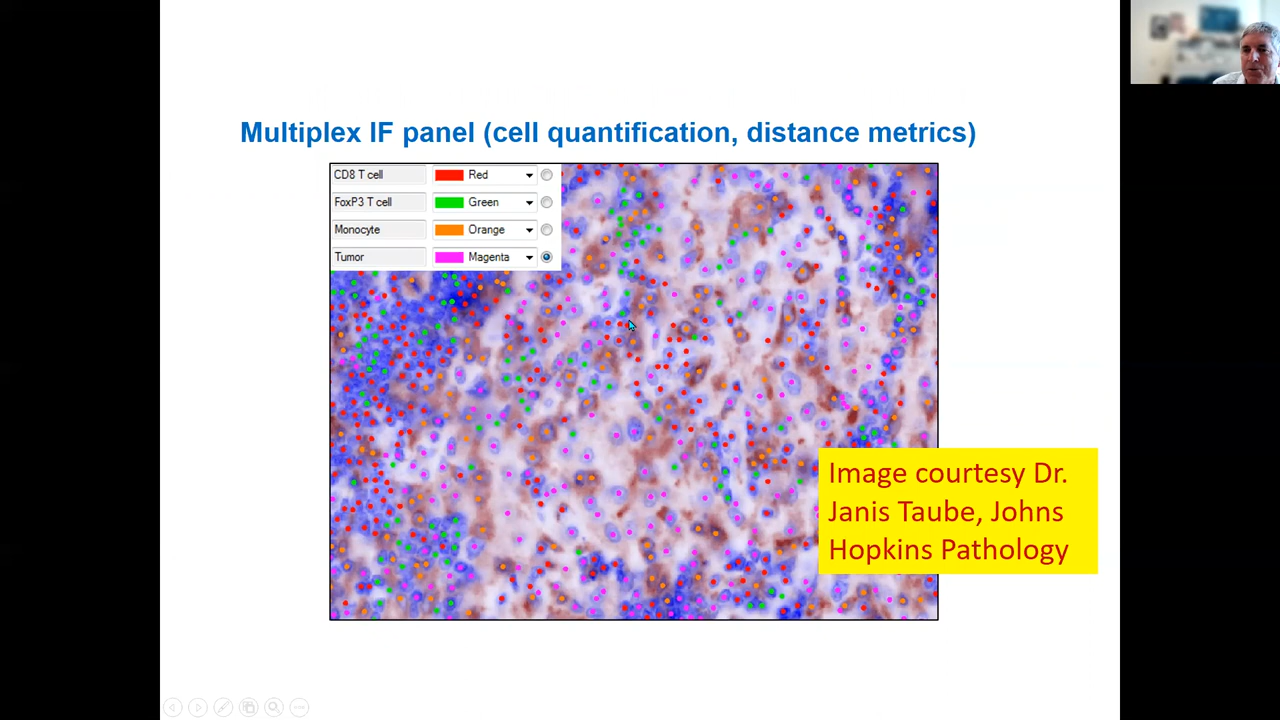 Multiplex IF panel (cell quantification, distance metrics)
CD8 T cell Red
FoxP3 T cell Green
Monocyte Orange
Tumor Magenta
Image courtesy Dr.
Janis Taube, Johns
Hopkins Pathology